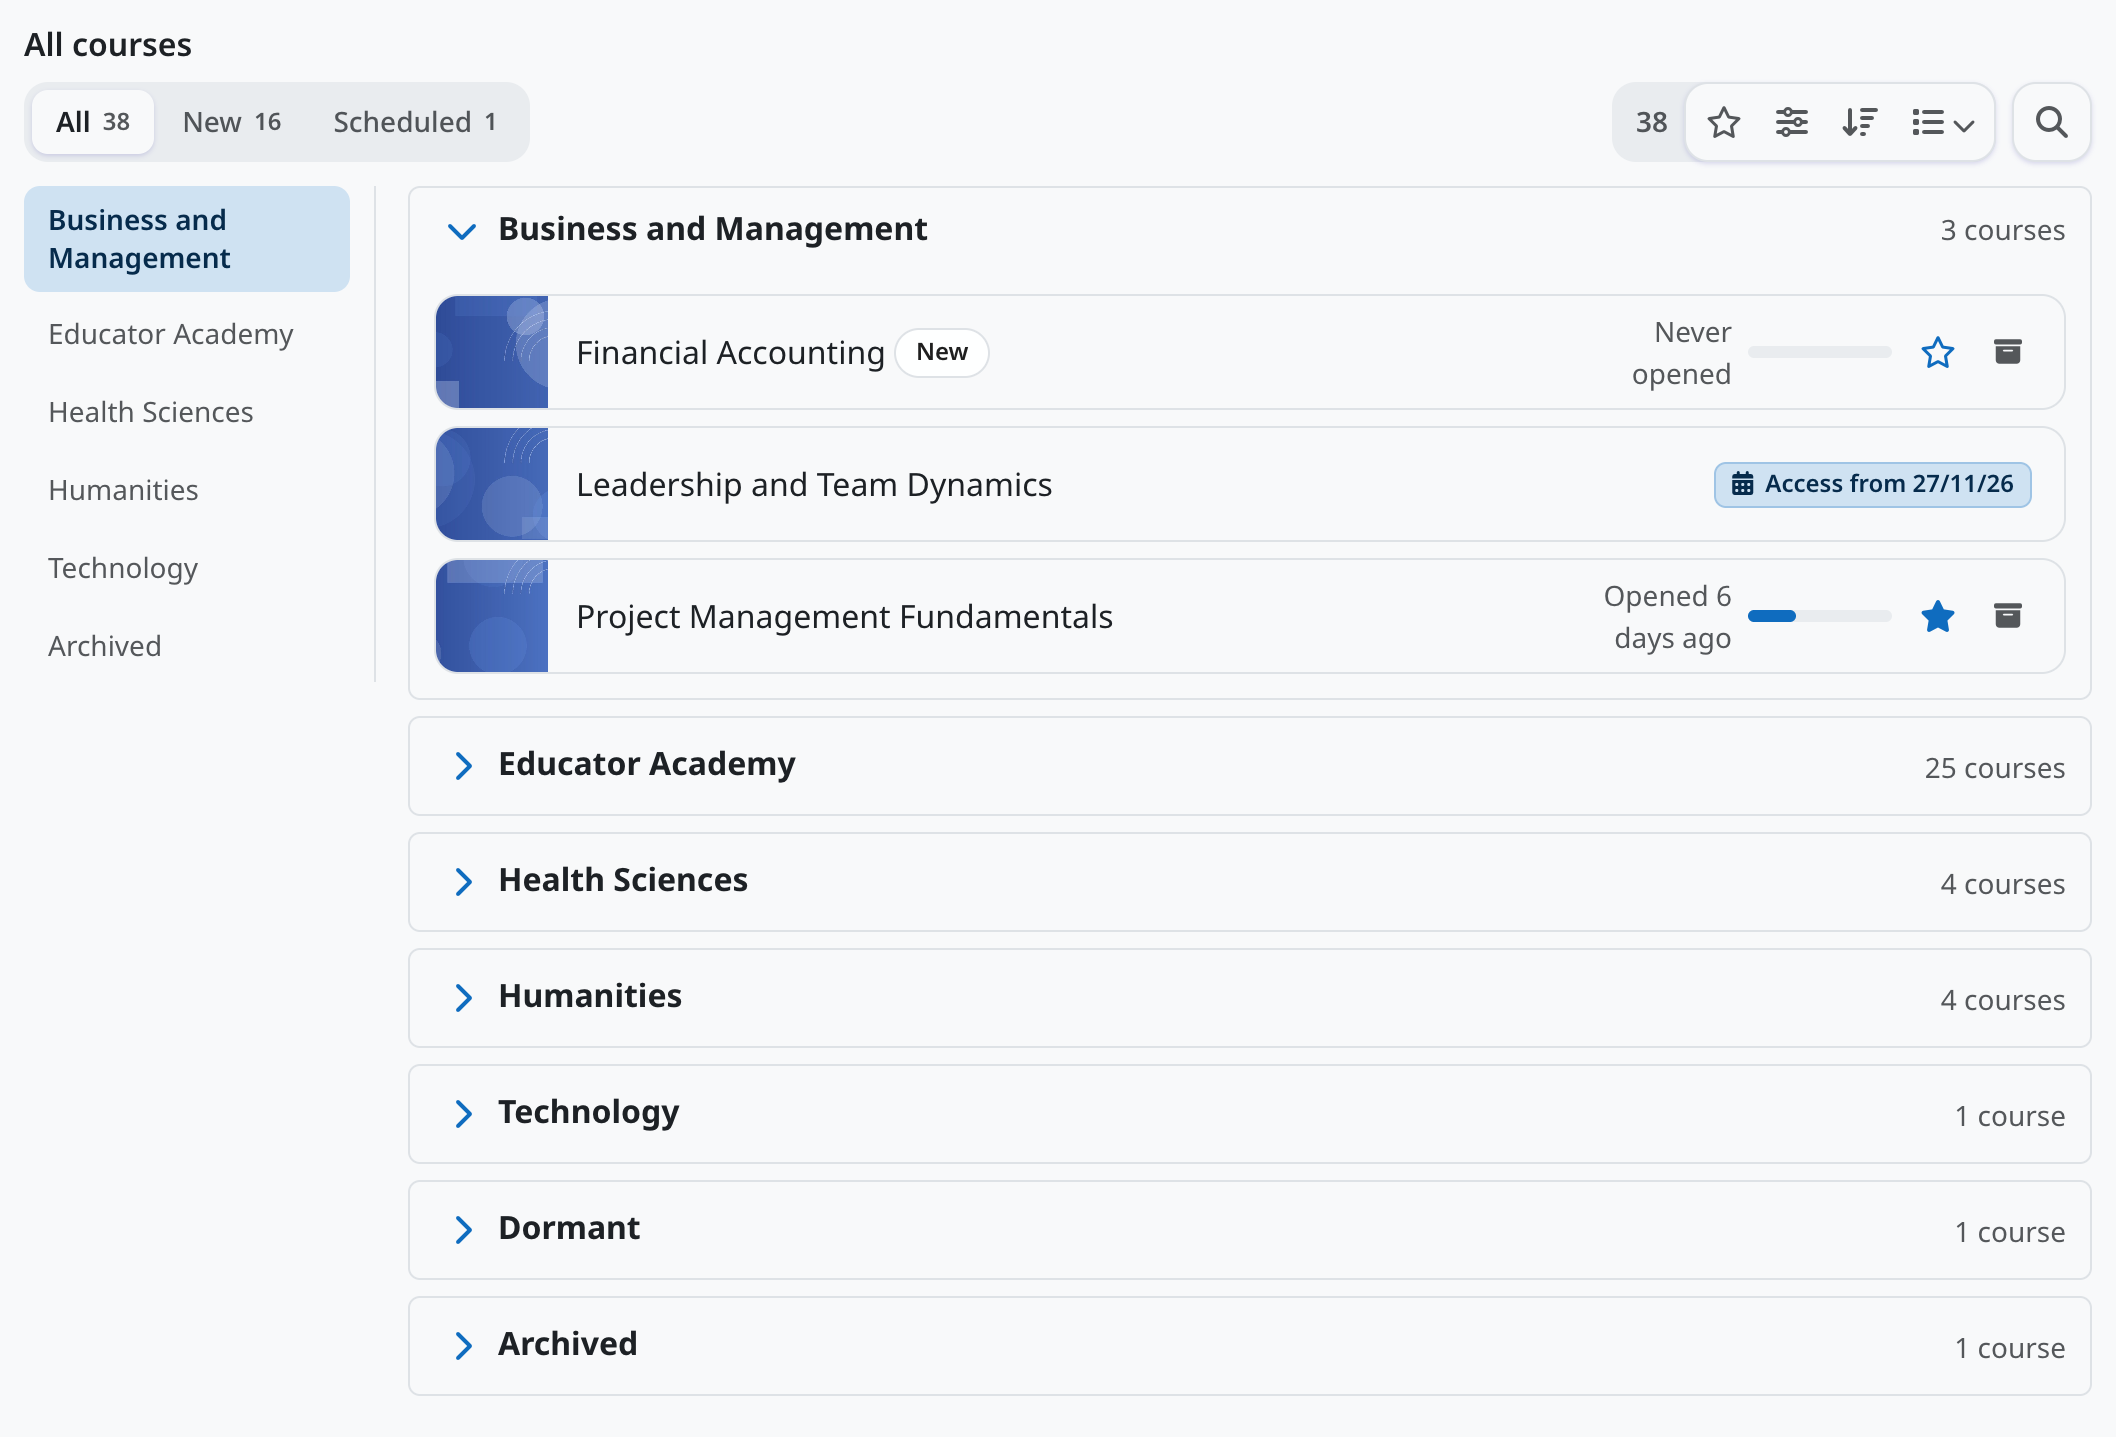 All courses
All 38
New 16
Scheduled 1
38
Business and
Management
Educator Academy
Health Sciences
Humanities
Technology
Archived
Business and Management
3 courses
Financial Accounting New
Never
opened
Leadership and Team Dynamics
Access from 27/11/26
Project Management Fundamentals
Opened 6
days ago
Educator Academy
25 courses
Health Sciences
4 courses
Humanities
4 courses
Technology
1 course
Dormant
1 course
Archived
1 course